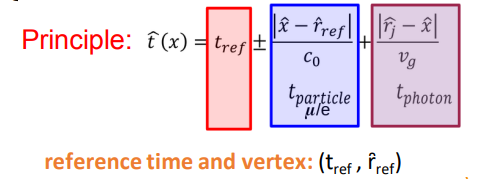 Principle: t̂(x) = t_ref ± |x̂ − r̂_ref| / c₀ + |r̂_j − x̂| / v_g
t_particle t_photon
μ/e
reference time and vertex: (t_ref , r̂_ref)